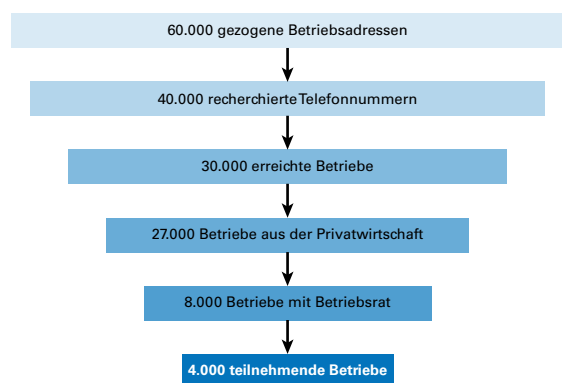 60.000 gezogene Betriebsadressen
40.000 recherchierte Telefonnummern
30.000 erreichte Betriebe
27.000 Betriebe aus der Privatwirtschaft
8.000 Betriebe mit Betriebsrat
4.000 teilnehmende Betriebe